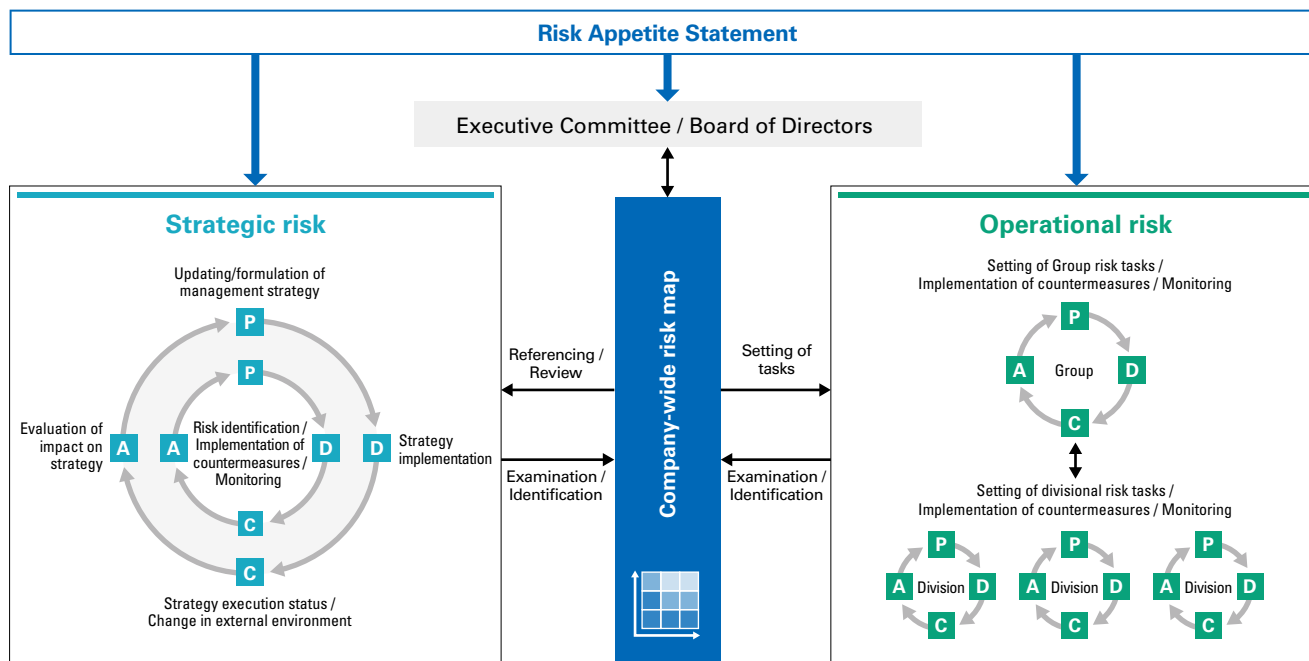 Risk Appetite Statement
Executive Committee / Board of Directors
Strategic risk
Updating/formulation of
management strategy
P
P
Evaluation of
impact on
strategy
A
A
Risk identification /
Implementation of
countermeasures /
Monitoring
D
D
Strategy
implementation
C
C
Strategy execution status /
Change in external environment
Referencing /
Review
Examination /
Identification
Company-wide risk map
Setting of
tasks
Examination /
Identification
Operational risk
Setting of Group risk tasks /
Implementation of countermeasures / Monitoring
P
A
Group
D
C
Setting of divisional risk tasks /
Implementation of countermeasures / Monitoring
P
A
Division
D
C
P
A
Division
D
C
P
A
Division
D
C